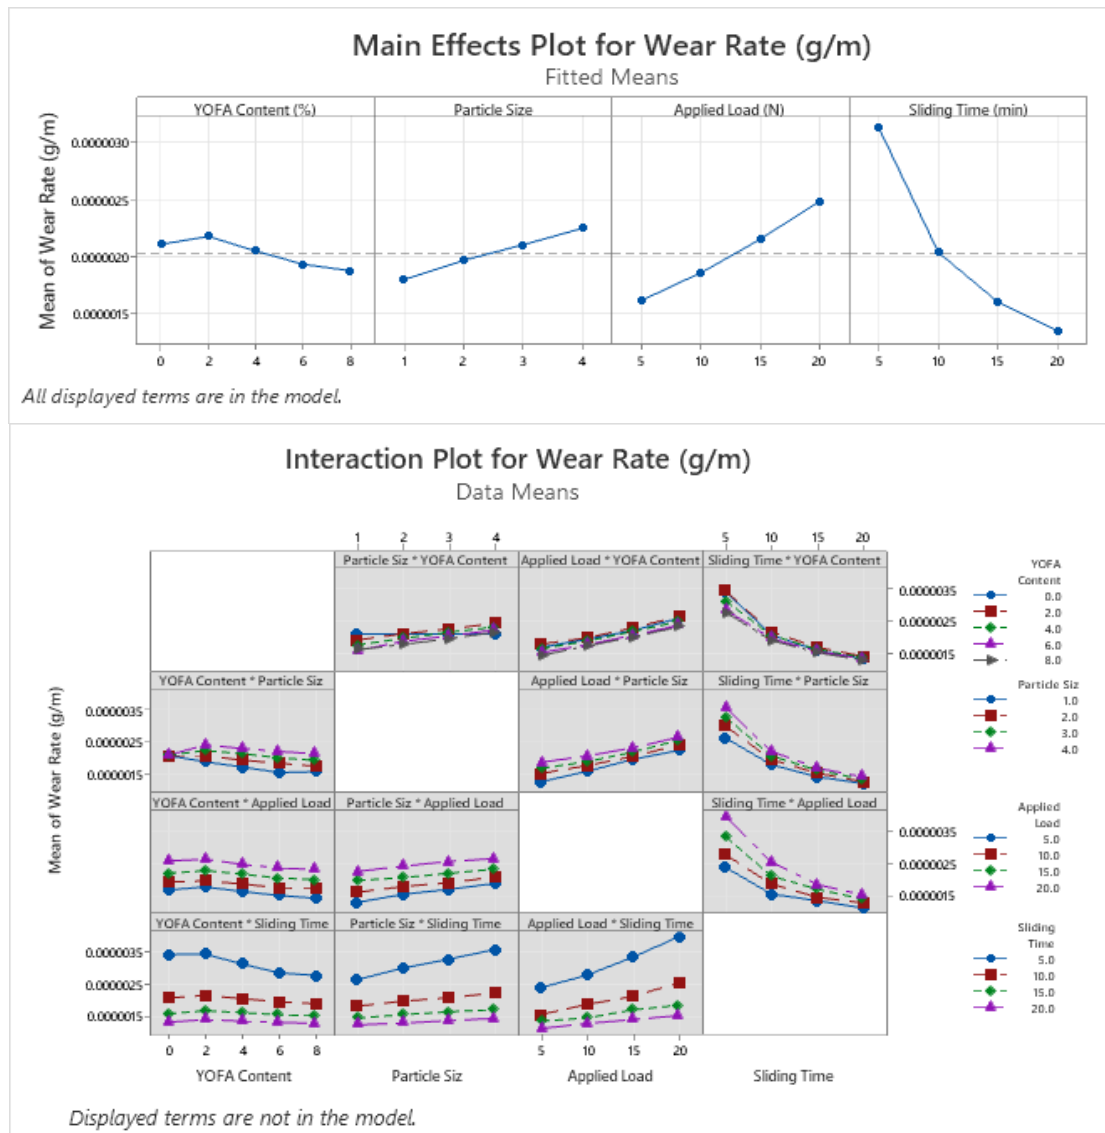 Main Effects Plot for Wear Rate (g/m)
Fitted Means
YOFA Content (%) Particle Size Applied Load (N) Sliding Time (min)
Mean of Wear Rate (g/m)
0.0000030
0.0000025
0.0000020
0.0000015
0 2 4 6 8 1 2 3 4 5 10 15 20 5 10 15 20
All displayed terms are in the model.
Interaction Plot for Wear Rate (g/m)
Data Means
1 2 3 4 5 10 15 20
Particle Siz * YOFA Content Applied Load * YOFA Content Sliding Time * YOFA Content
0.0000035
0.0000025
0.0000015
YOFA
Content
0.0
2.0
4.0
6.0
8.0
Mean of Wear Rate (g/m)
YOFA Content * Particle Siz Applied Load * Particle Siz Sliding Time * Particle Siz
0.0000035
0.0000025
0.0000015
Particle Siz
1.0
2.0
3.0
4.0
YOFA Content * Applied Load Particle Siz * Applied Load Sliding Time * Applied Load
0.0000035
0.0000025
0.0000015
Applied
Load
5.0
10.0
15.0
20.0
YOFA Content * Sliding Time Particle Siz * Sliding Time Applied Load * Sliding Time
0.0000035
0.0000025
0.0000015
Sliding
Time
5.0
10.0
15.0
20.0
0 2 4 6 8 5 10 15 20
YOFA Content Particle Siz Applied Load Sliding Time
Displayed terms are not in the model.